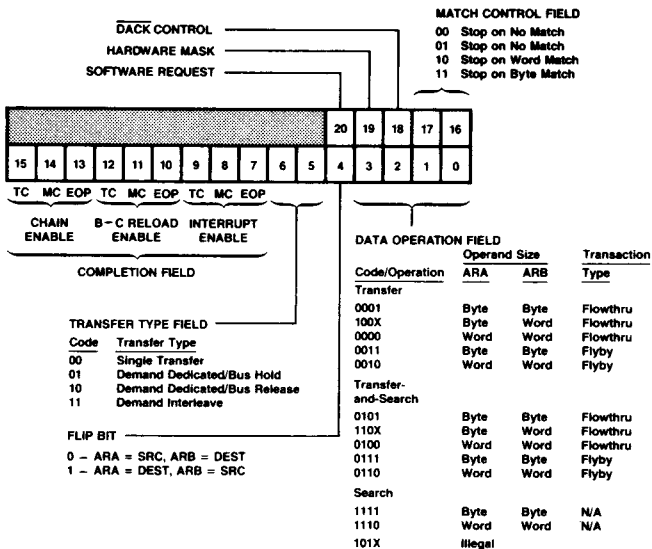 MATCH CONTROL FIELD
00 Stop on No Match
01 Stop on No Match
10 Stop on Word Match
11 Stop on Byte Match
DACK CONTROL
HARDWARE MASK
SOFTWARE REQUEST
20 19 18 17 16
15 14 13 12 11 10 9 8 7 6 5 4 3 2 1 0
TC MC EOP TC MC EOP TC MC EOP
CHAIN ENABLE
B-C RELOAD ENABLE
INTERRUPT ENABLE
COMPLETION FIELD
TRANSFER TYPE FIELD
Code Transfer Type
00 Single Transfer
01 Demand Dedicated/Bus Hold
10 Demand Dedicated/Bus Release
11 Demand Interleave
FLIP BIT
0 – ARA = SRC, ARB = DEST
1 – ARA = DEST, ARB = SRC
DATA OPERATION FIELD
Operand Size Transaction
Code/Operation ARA ARB Type
Transfer
0001 Byte Byte Flowthru
100X Byte Word Flowthru
0000 Word Word Flowthru
0011 Byte Byte Flyby
0010 Word Word Flyby
Transfer-
and-Search
0101 Byte Byte Flowthru
110X Byte Word Flowthru
0100 Word Word Flowthru
0111 Byte Byte Flyby
0110 Word Word Flyby
Search
1111 Byte Byte N/A
1110 Word Word N/A
101X Illegal